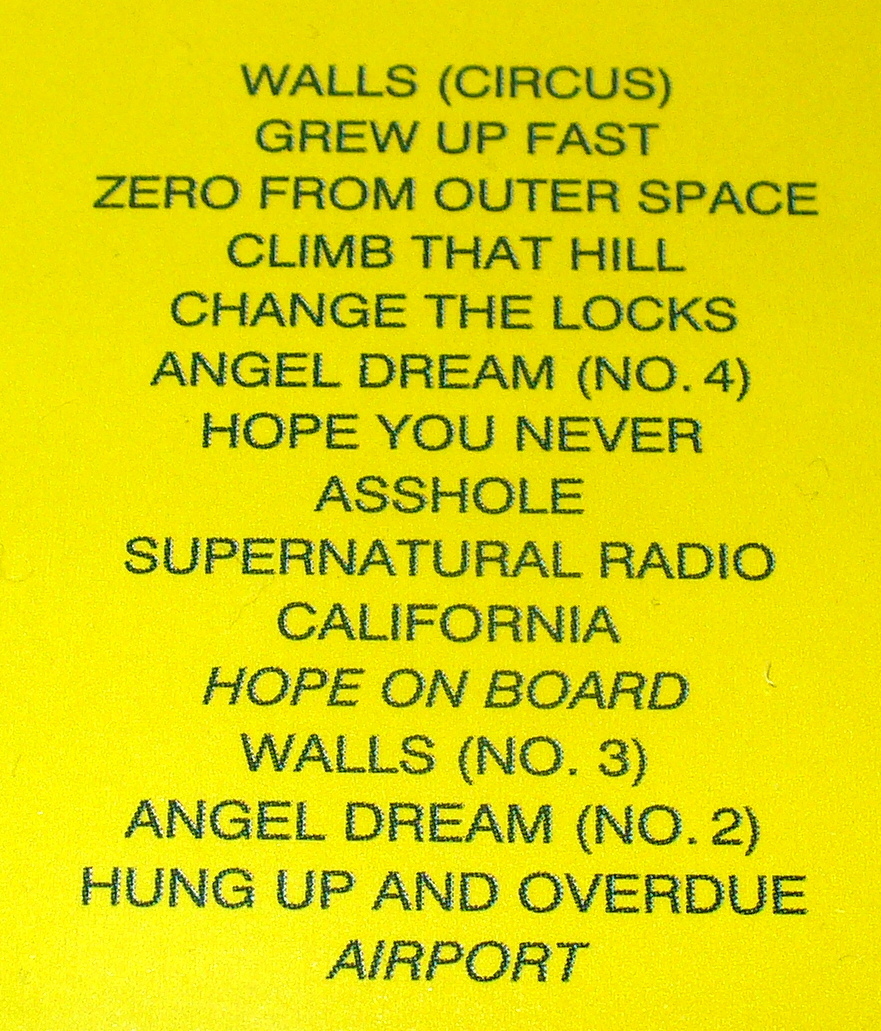 WALLS (CIRCUS)
GREW UP FAST
ZERO FROM OUTER SPACE
CLIMB THAT HILL
CHANGE THE LOCKS
ANGEL DREAM (NO. 4)
HOPE YOU NEVER
ASSHOLE
SUPERNATURAL RADIO
CALIFORNIA
HOPE ON BOARD
WALLS (NO. 3)
ANGEL DREAM (NO. 2)
HUNG UP AND OVERDUE
AIRPORT